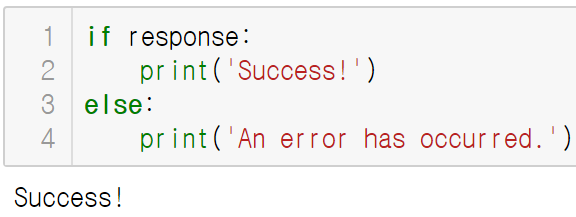 1 if response:
2     print('Success!')
3 else:
4     print('An error has occurred.')
Success!